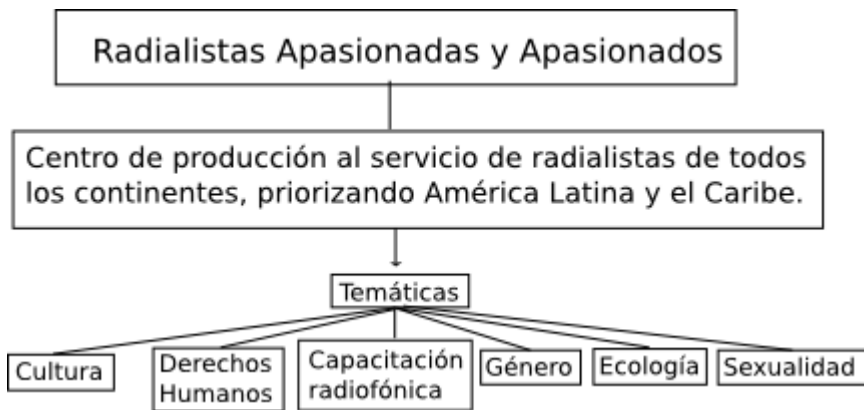 Radialistas Apasionadas y Apasionados
Centro de producción al servicio de radialistas de todos
los continentes, priorizando América Latina y el Caribe.
Temáticas
Cultura
Derechos
Humanos
Capacitación
radiofónica
Género
Ecología
Sexualidad